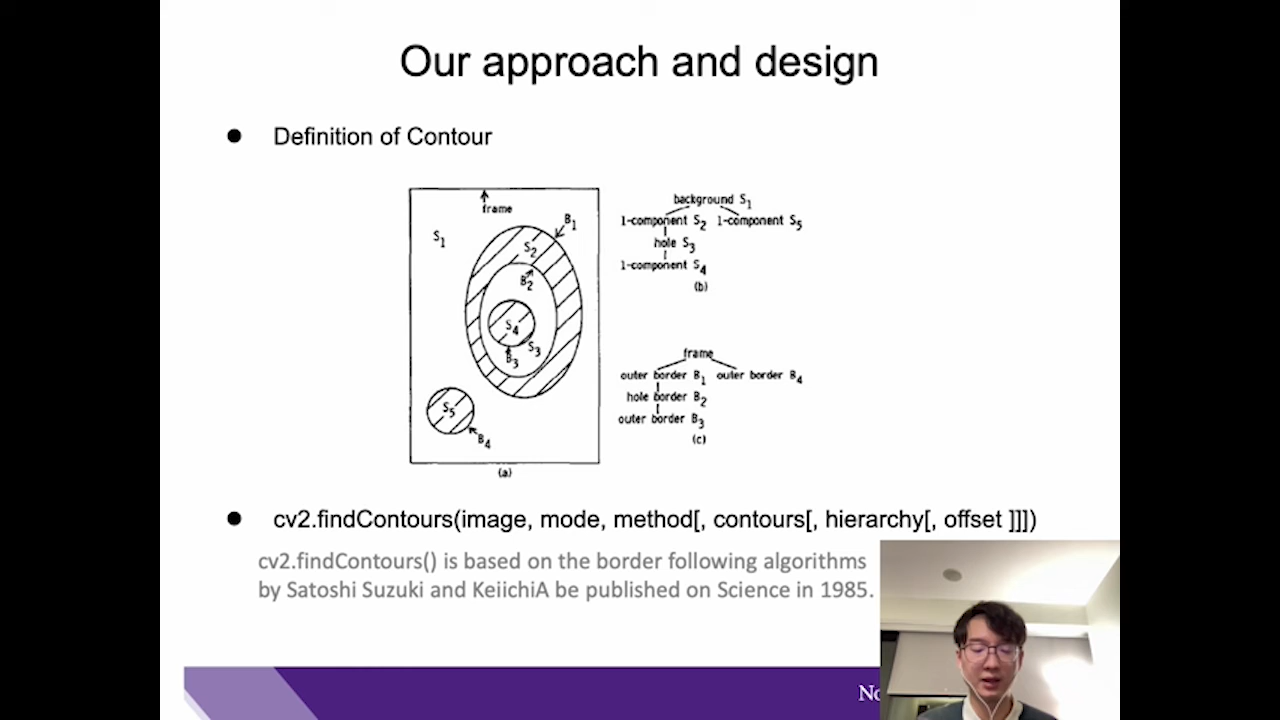 Our approach and design
● Definition of Contour
frame
B1
S1
S2
B2
S4
S3
B3
S5
B4
(a)
background S1
1-component S2 1-component S5
hole S3
1-component S4
(b)
frame
outer border B1 outer border B4
hole border B2
outer border B3
(c)
● cv2.findContours(image, mode, method[, contours[, hierarchy[, offset ]]])
cv2.findContours() is based on the border following algorithms
by Satoshi Suzuki and KeiichiA be published on Science in 1985.